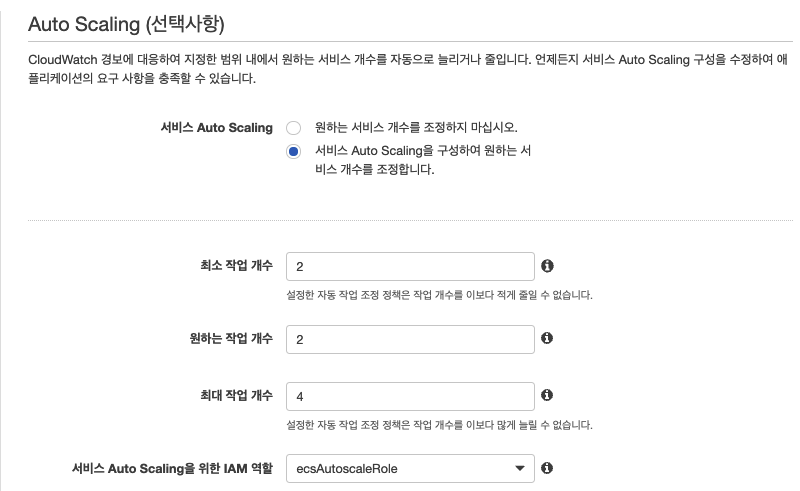 Auto Scaling (선택사항)
CloudWatch 경보에 대응하여 지정한 범위 내에서 원하는 서비스 개수를 자동으로 늘리거나 줄입니다. 언제든지 서비스 Auto Scaling 구성을 수정하여 애
플리케이션의 요구 사항을 충족할 수 있습니다.
서비스 Auto Scaling 원하는 서비스 개수를 조정하지 마십시오.
서비스 Auto Scaling을 구성하여 원하는 서
비스 개수를 조정합니다.
최소 작업 개수 2
설정한 자동 작업 조정 정책은 작업 개수를 이보다 적게 줄일 수 없습니다.
원하는 작업 개수 2
최대 작업 개수 4
설정한 자동 작업 조정 정책은 작업 개수를 이보다 많게 늘릴 수 없습니다.
서비스 Auto Scaling을 위한 IAM 역할 ecsAutoscaleRole